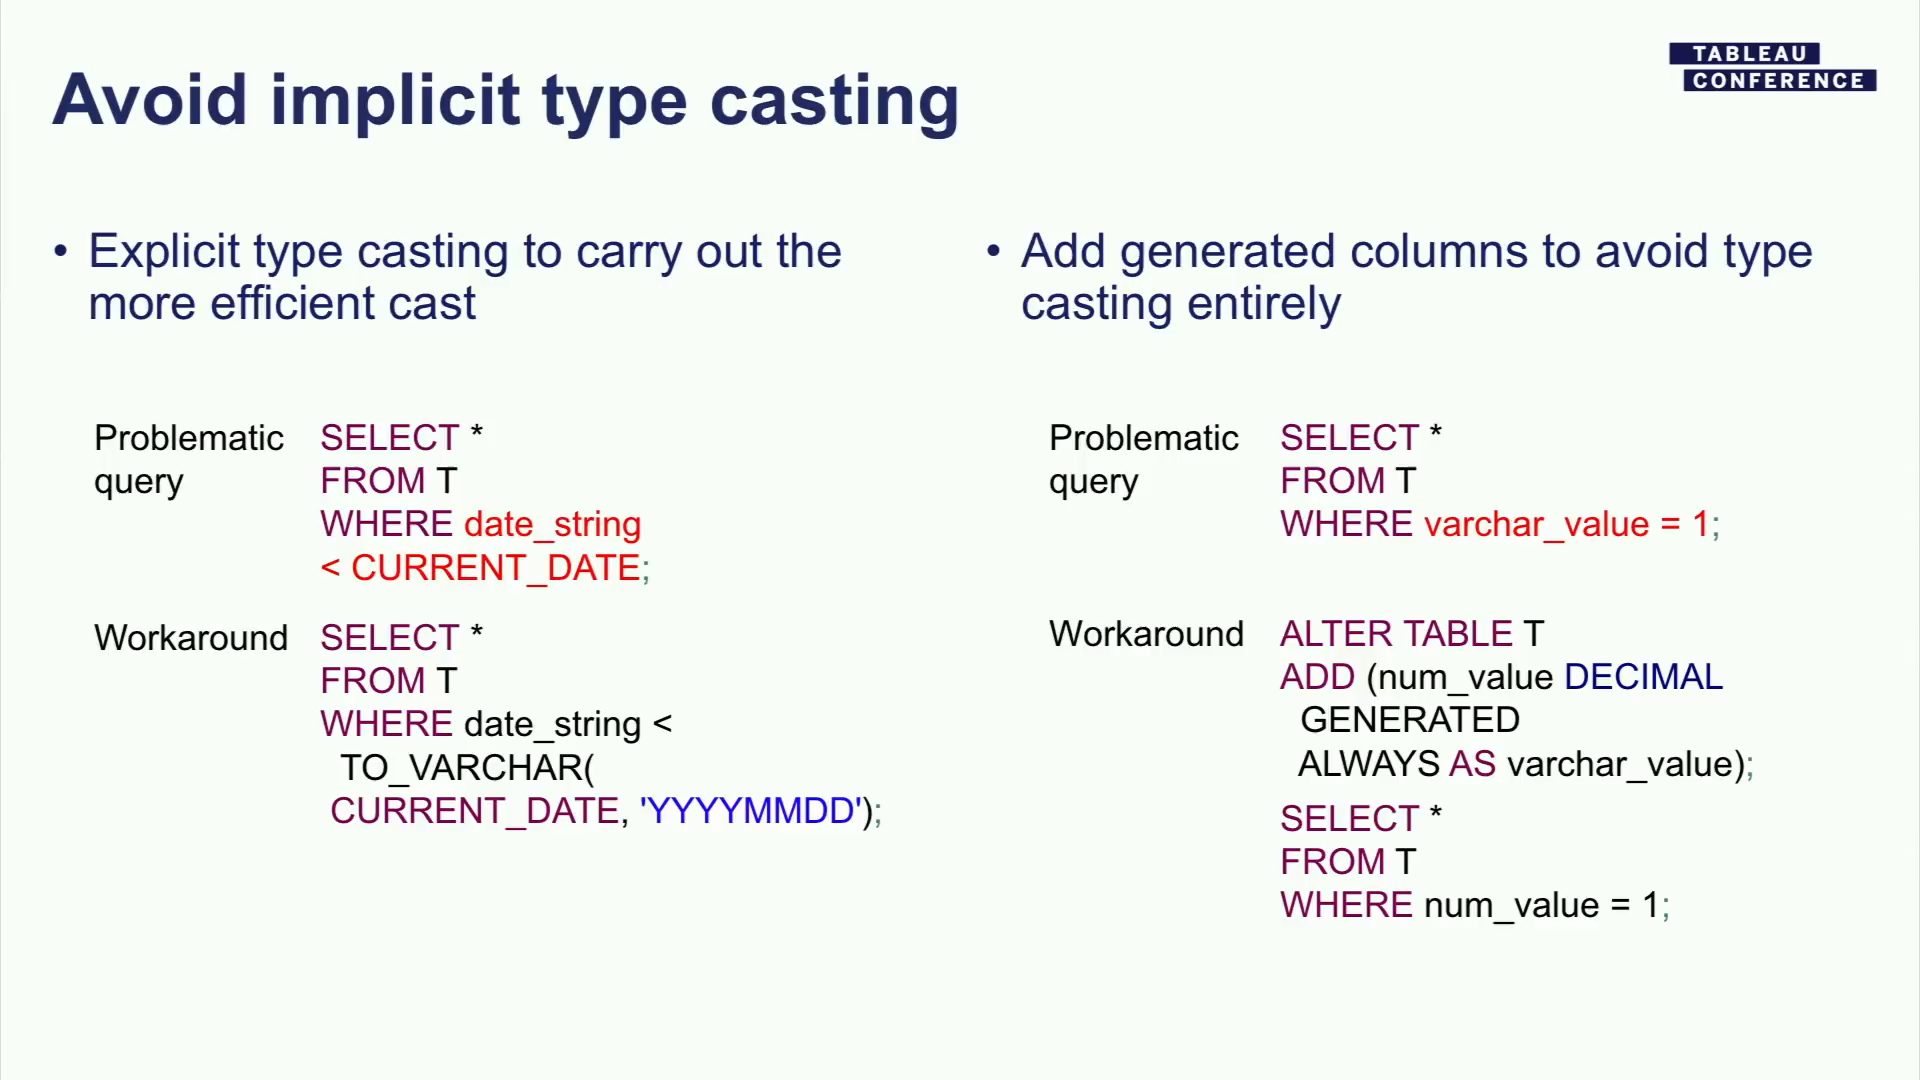 TABLEAU
CONFERENCE
Avoid implicit type casting
• Explicit type casting to carry out the
more efficient cast
Problematic
query
SELECT *
FROM T
WHERE date_string
< CURRENT_DATE;
Workaround
SELECT *
FROM T
WHERE date_string <
TO_VARCHAR(
CURRENT_DATE, 'YYYYMMDD');
• Add generated columns to avoid type
casting entirely
Problematic
query
SELECT *
FROM T
WHERE varchar_value = 1;
Workaround
ALTER TABLE T
ADD (num_value DECIMAL
GENERATED
ALWAYS AS varchar_value);
SELECT *
FROM T
WHERE num_value = 1;